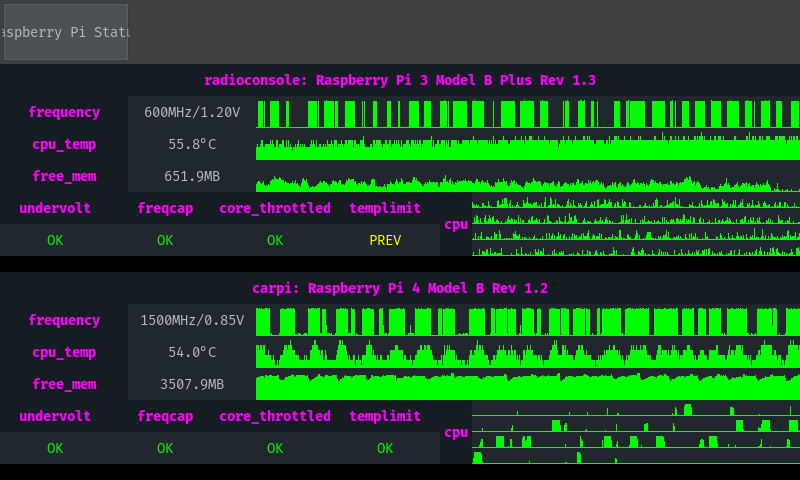 aspberry Pi Statu
radioconsole: Raspberry Pi 3 Model B Plus Rev 1.3
frequency 600MHz/1.20V
cpu_temp 55.8°C
free_mem 651.9MB
undervolt freqcap core_throttled templimit cpu
OK OK OK PREV
carpi: Raspberry Pi 4 Model B Rev 1.2
frequency 1500MHz/0.85V
cpu_temp 54.0°C
free_mem 3507.9MB
undervolt freqcap core_throttled templimit cpu
OK OK OK OK